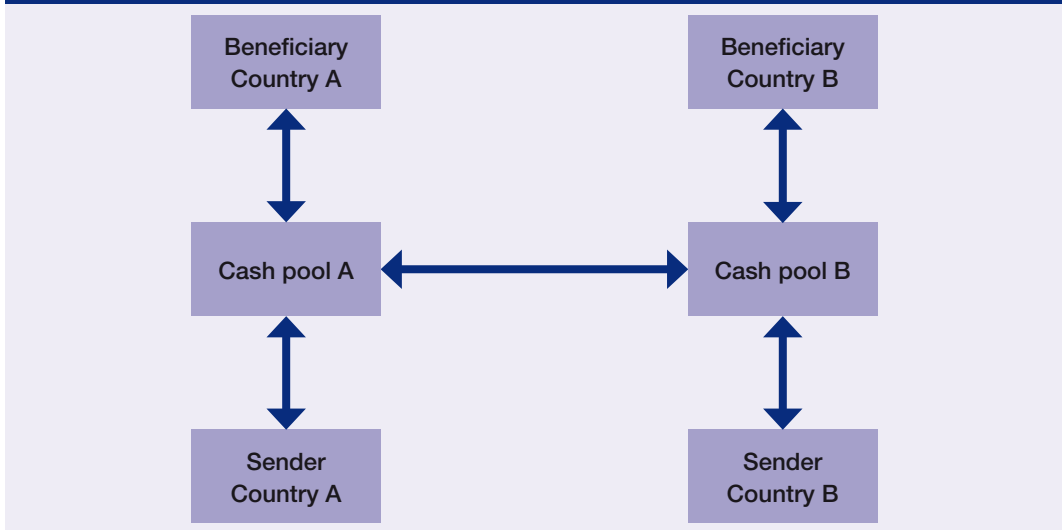 Beneficiary
Country A
Beneficiary
Country B
Cash pool A
Cash pool B
Sender
Country A
Sender
Country B